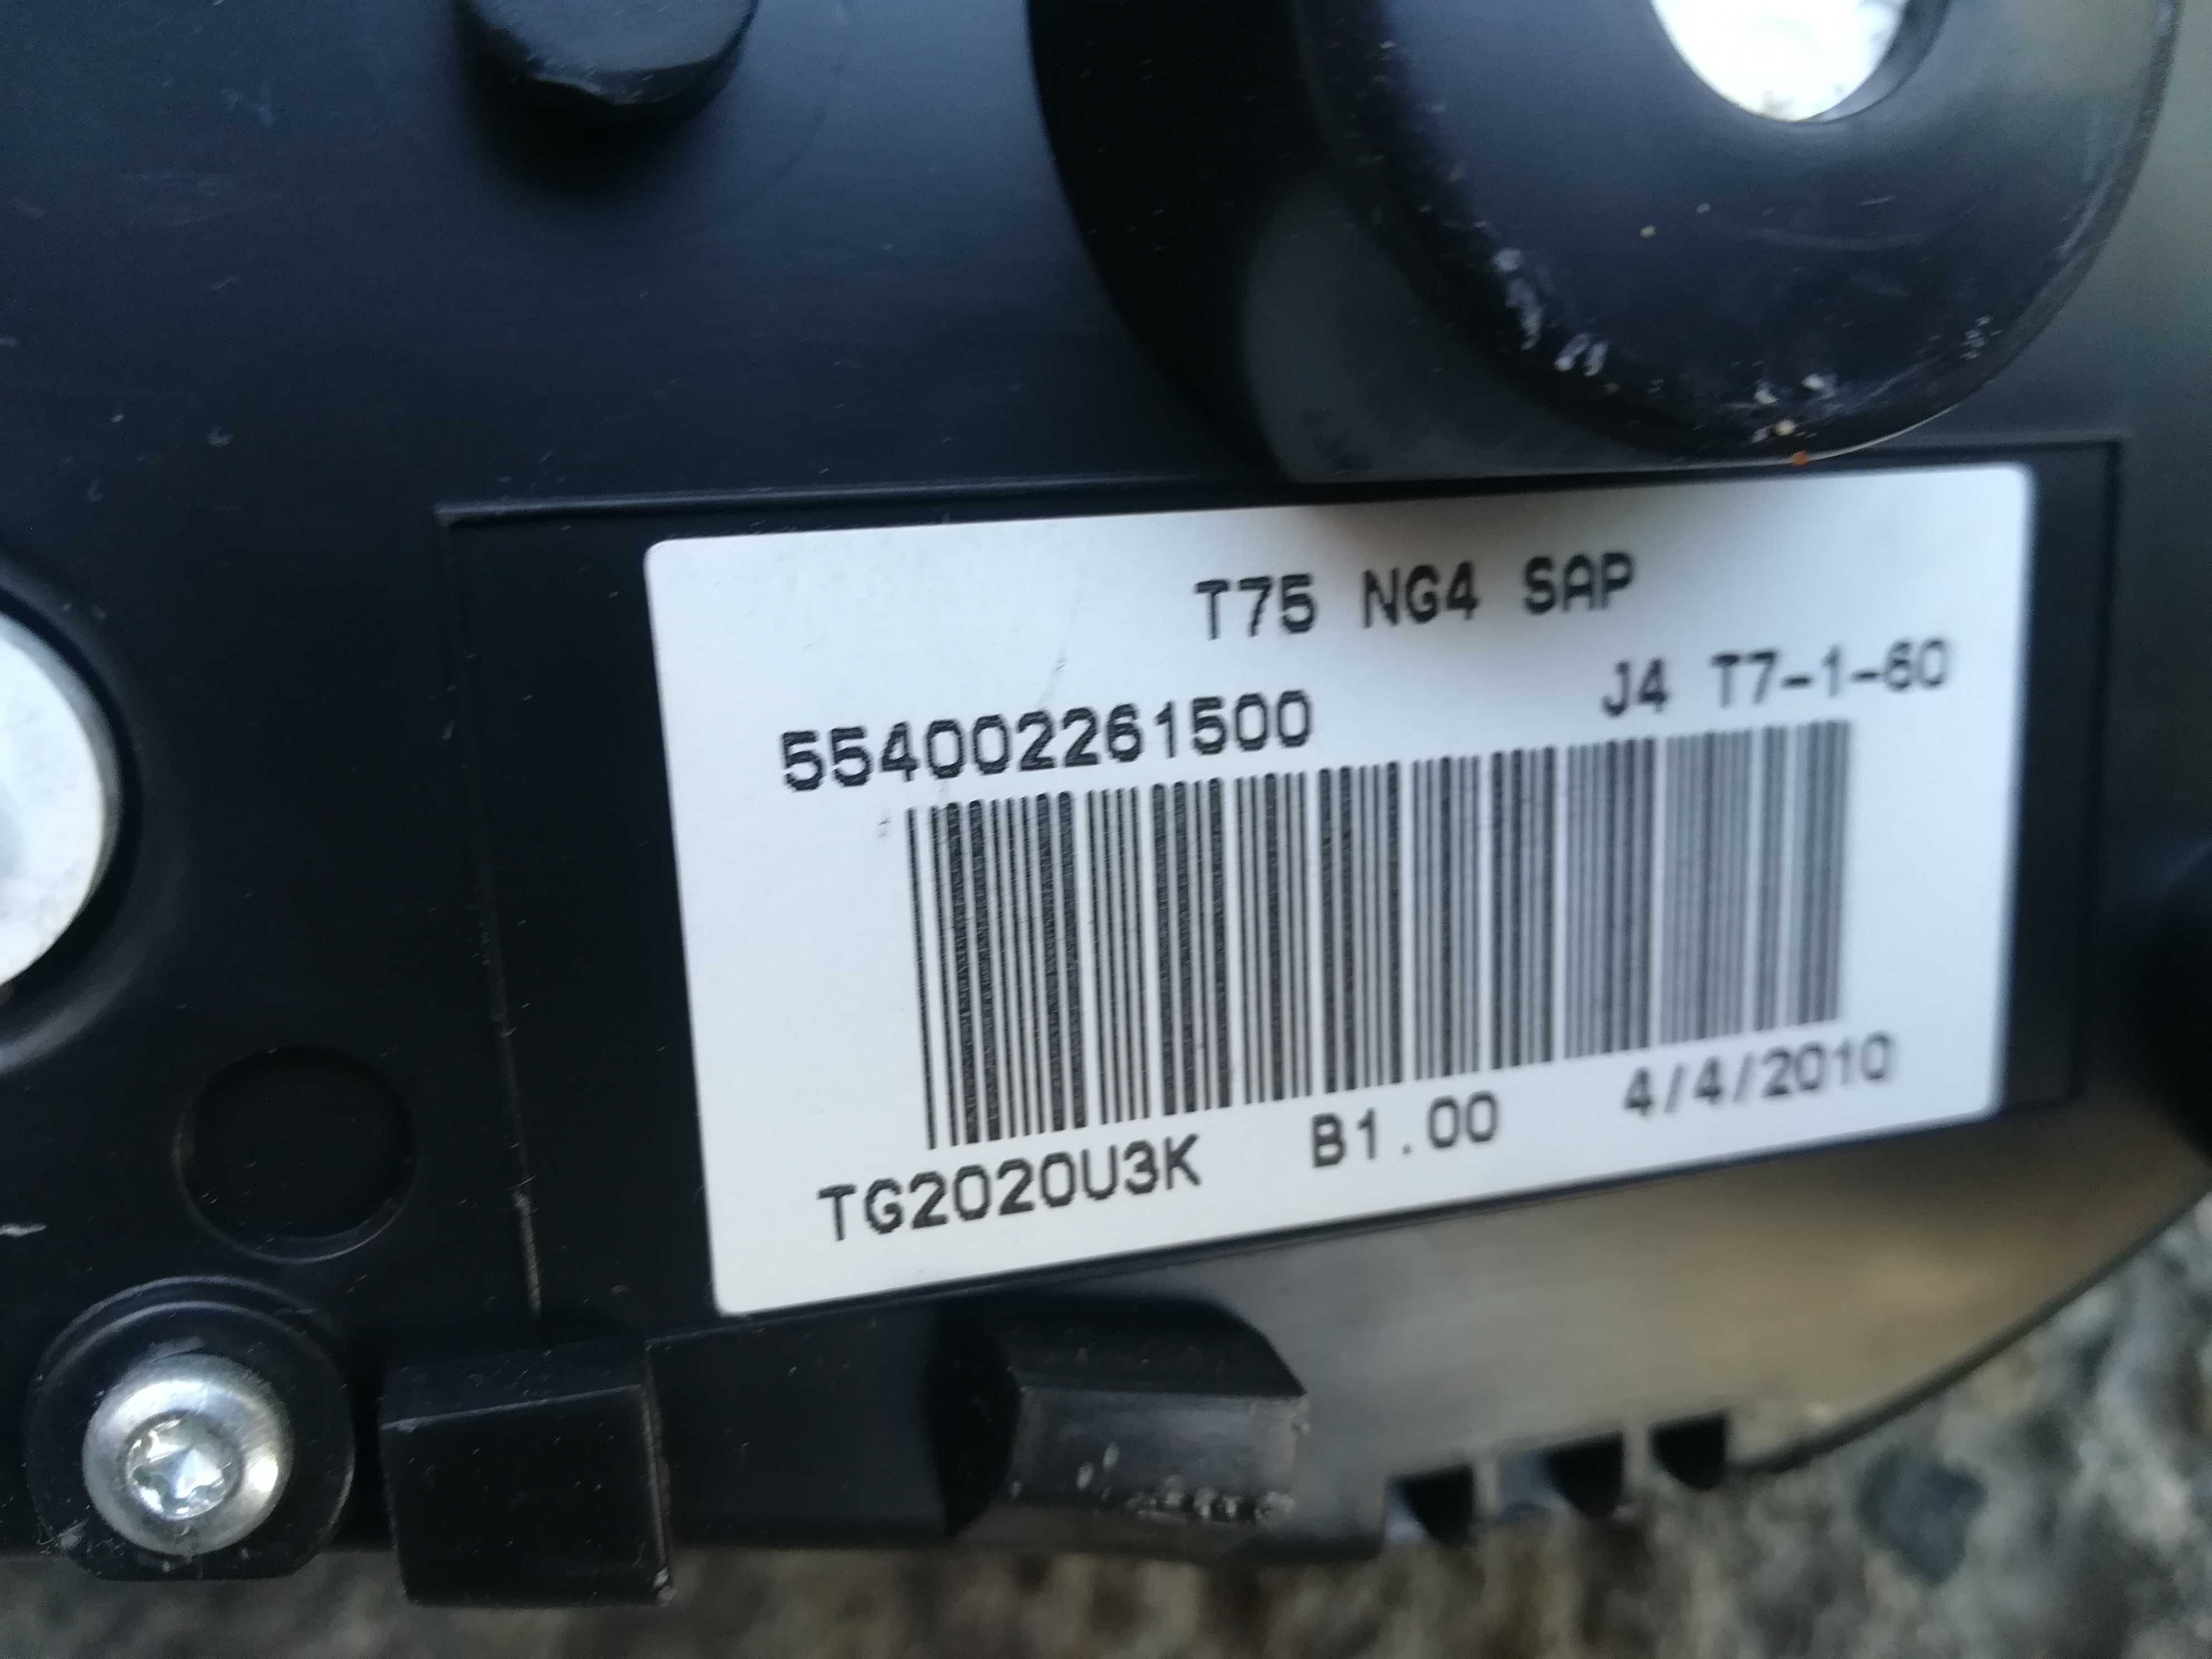 T75 NG4 SAP
554002261500 J4 T7-1-60
TG2020U3K B1.00 4/4/2010